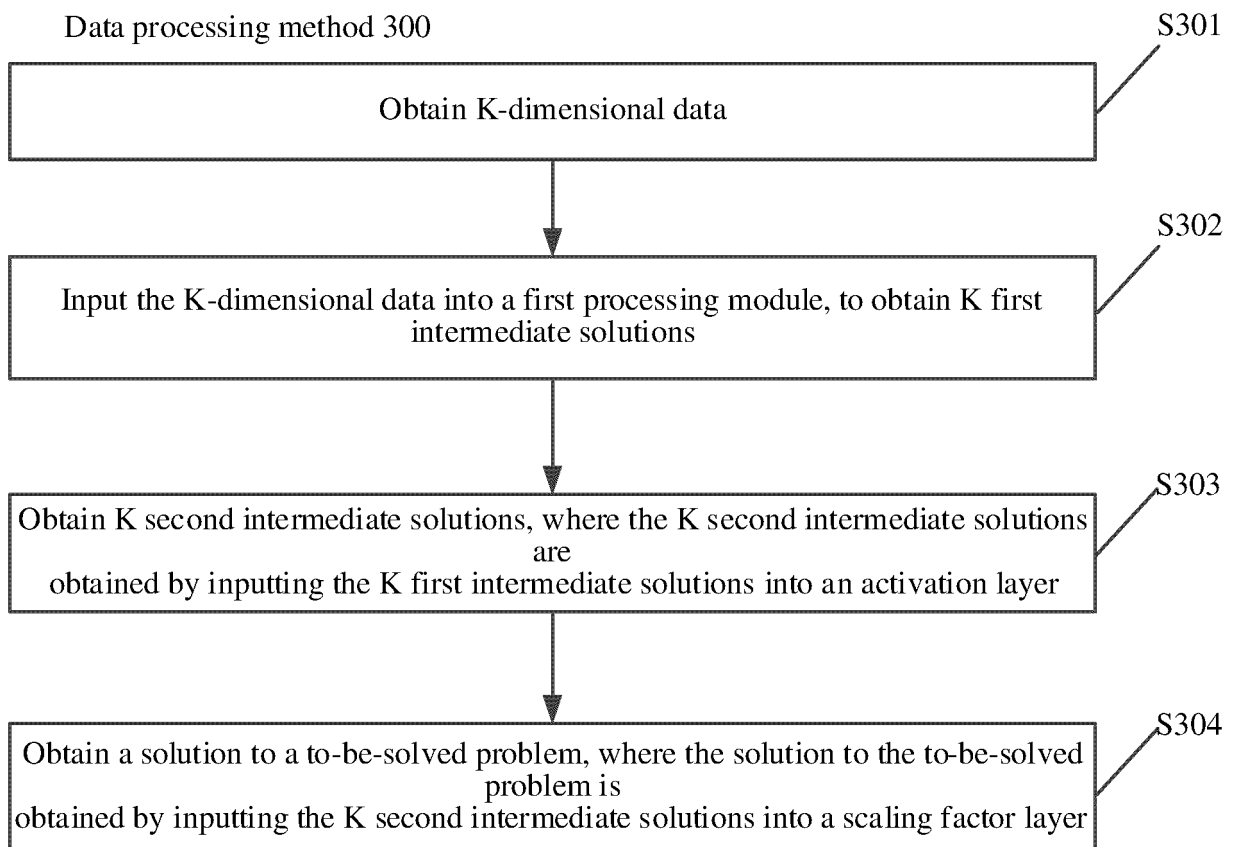 Data processing method 300
S301
Obtain K-dimensional data
S302
Input the K-dimensional data into a first processing module, to obtain K first
intermediate solutions
S303
Obtain K second intermediate solutions, where the K second intermediate solutions
are
obtained by inputting the K first intermediate solutions into an activation layer
S304
Obtain a solution to a to-be-solved problem, where the solution to the to-be-solved
problem is
obtained by inputting the K second intermediate solutions into a scaling factor layer